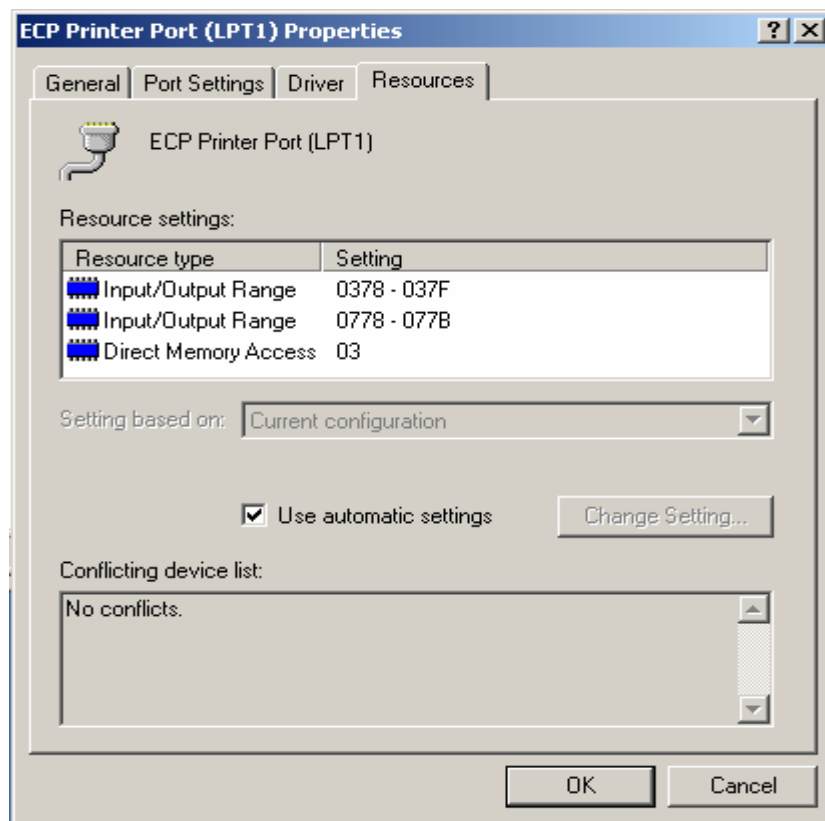 ECP Printer Port (LPT1) Properties
General Port Settings Driver Resources
ECP Printer Port (LPT1)
Resource settings:
Resource type Setting
Input/Output Range 0378 - 037F
Input/Output Range 0778 - 077B
Direct Memory Access 03
Setting based on: Current configuration
Use automatic settings Change Setting...
Conflicting device list:
No conflicts.
OK Cancel